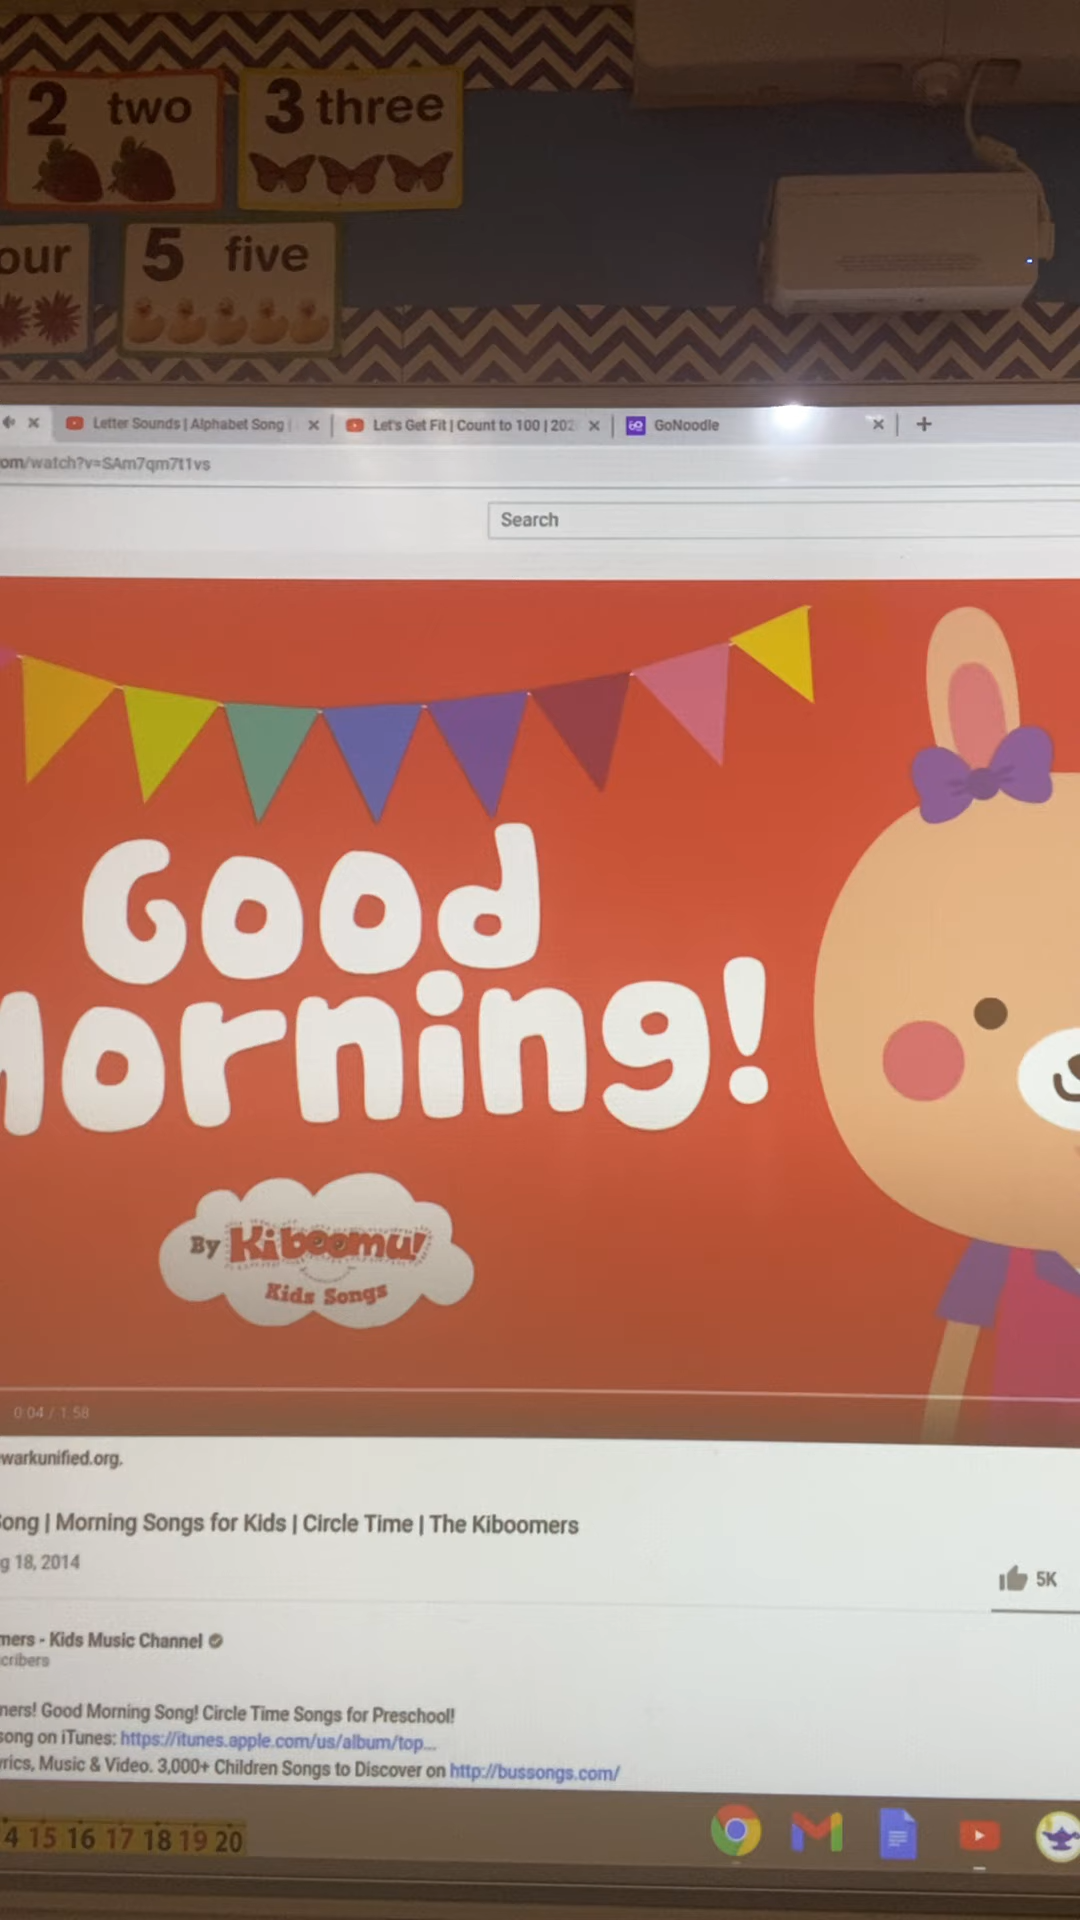 2 two
3 three
our
5 five
Letter Sounds | Alphabet Song |
Let's Get Fit | Count to 100 | 202
GoNoodle
om/watch?v=SAm7qm7t1vs
Search
Good
Morning!
By Kiboomu!
Kids Songs
0:04 / 1:58
warkunified.org.
Song | Morning Songs for Kids | Circle Time | The Kiboomers
g 18, 2014
5K
mers - Kids Music Channel
cribers
ners! Good Morning Song! Circle Time Songs for Preschool!
song on iTunes: https://itunes.apple.com/us/album/top...
yrics, Music & Video. 3,000+ Children Songs to Discover on http://bussongs.com/
4 15 16 17 18 19 20